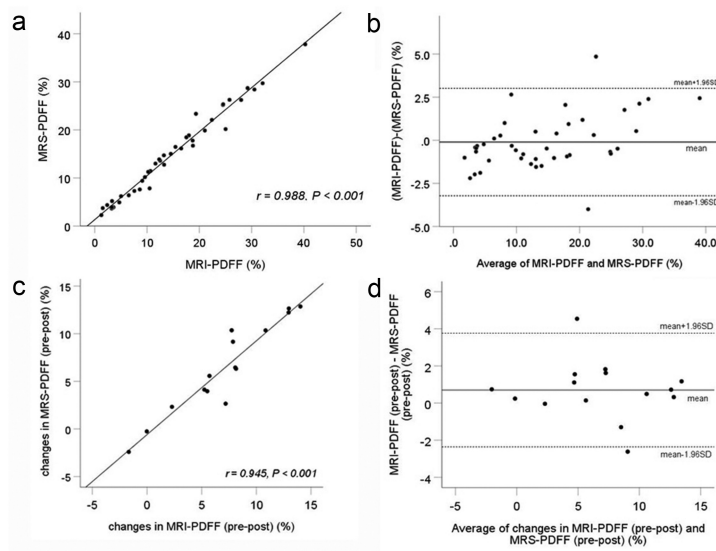 a
MRS-PDFF (%)
40
30
20
10
0
0 10 20 30 40 50
MRI-PDFF (%)
r = 0.988, P < 0.001
b
(MRI-PDFF)-(MRS-PDFF) (%)
5.0
2.5
.0
-2.5
-5.0
.0 10.0 20.0 30.0 40.0
mean+1.96SD
mean
mean-1.96SD
Average of MRI-PDFF and MRS-PDFF (%)
c
changes in MRS-PDFF (pre-post) (%)
15
10
5
0
-5
-5 0 5 10 15
changes in MRI-PDFF (pre-post) (%)
r = 0.945, P < 0.001
d
MRI-PDFF (pre-post) - MRS-PDFF
(pre-post) (%)
6
4
2
0
-2
-4
-5 0 5 10 15
mean+1.96SD
mean
mean-1.96SD
Average of changes in MRI-PDFF (pre-post) and
MRS-PDFF (pre-post) (%)